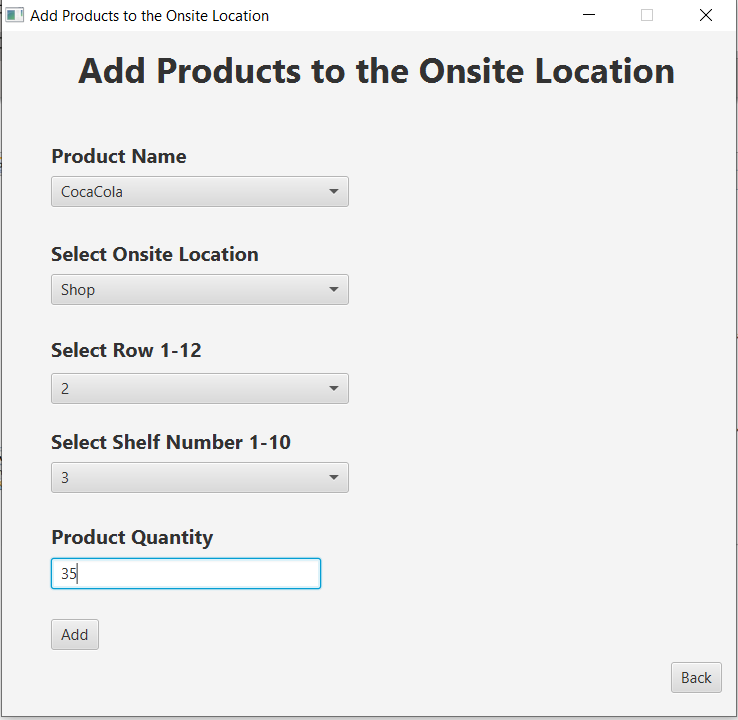 Add Products to the Onsite Location
Add Products to the Onsite Location
Product Name
CocaCola
Select Onsite Location
Shop
Select Row 1-12
2
Select Shelf Number 1-10
3
Product Quantity
35
Add
Back